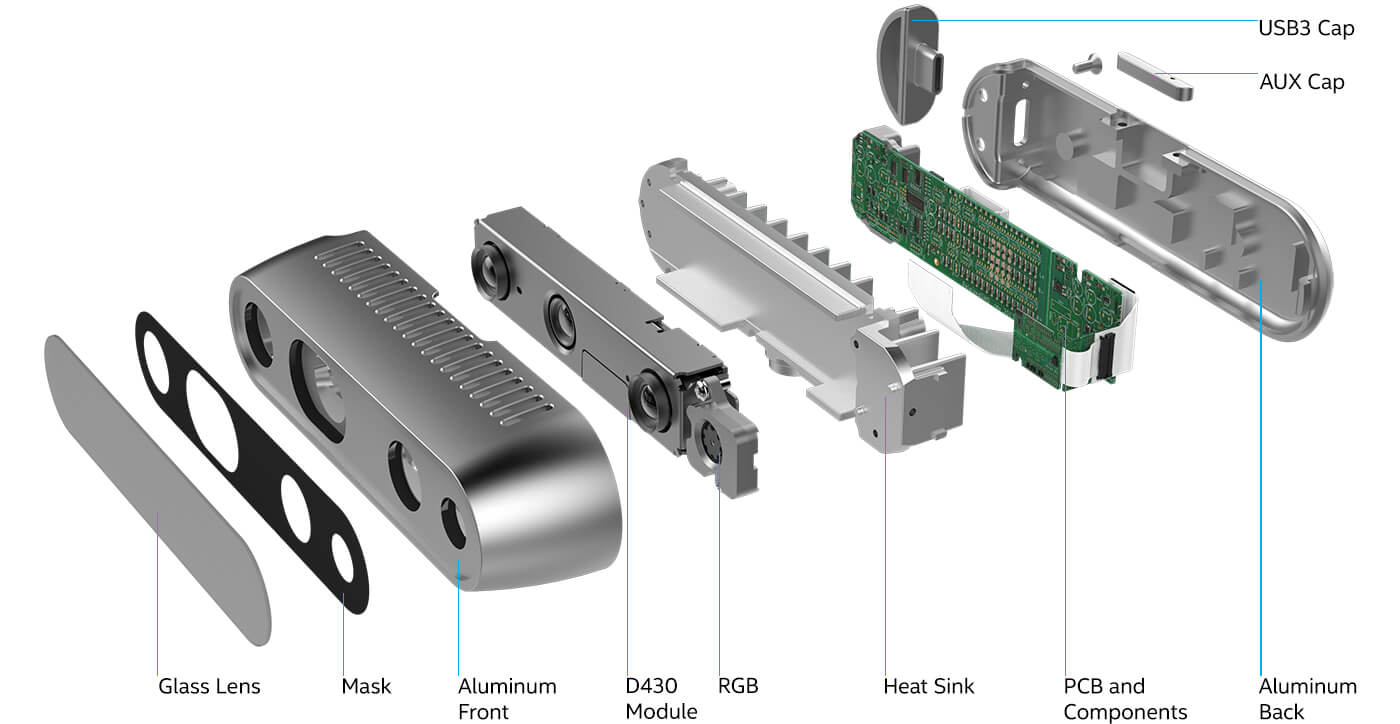 USB3 Cap
AUX Cap
Glass Lens
Mask
Aluminum
Front
D430
Module
RGB
Heat Sink
PCB and
Components
Aluminum
Back